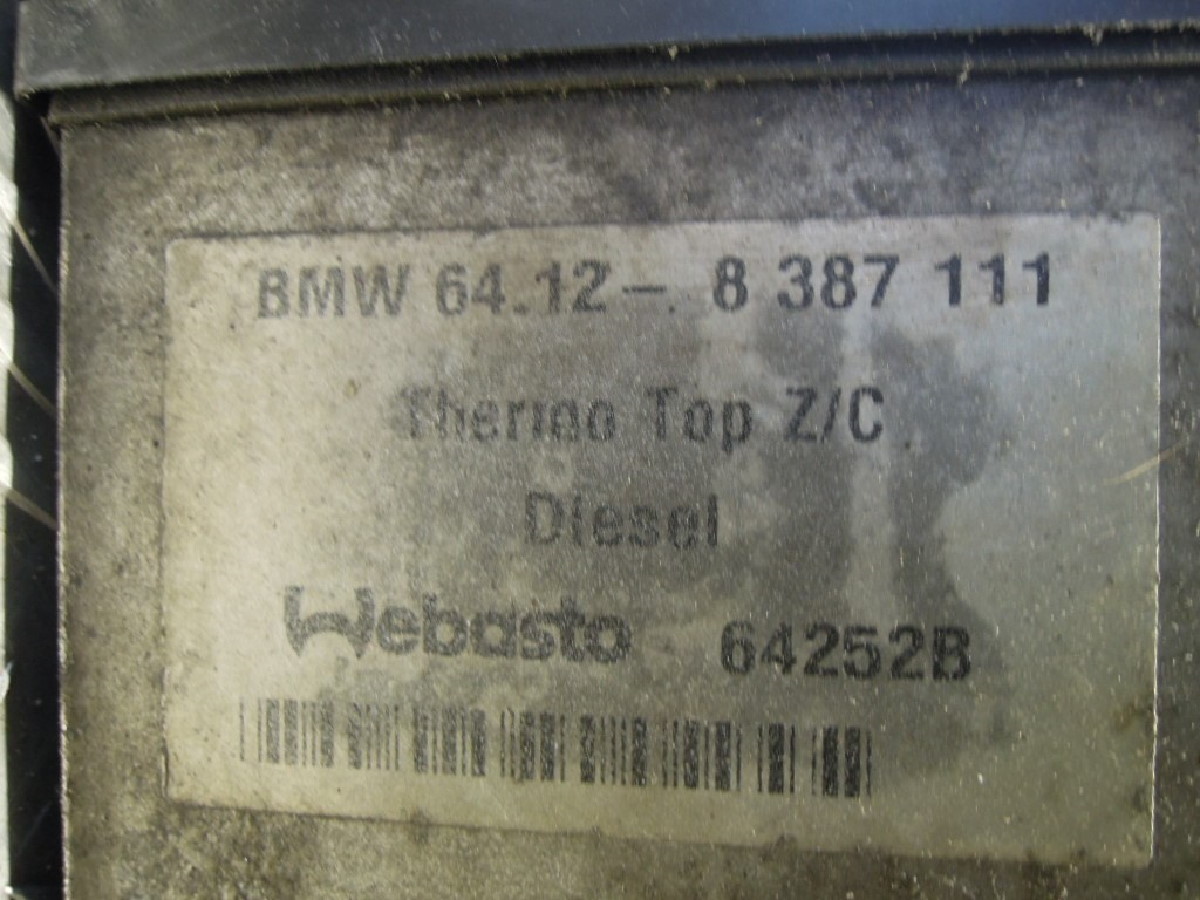 BMW 64.12-. 8 387 111
Thermo Top Z/C
Diesel
Webasto 64252B